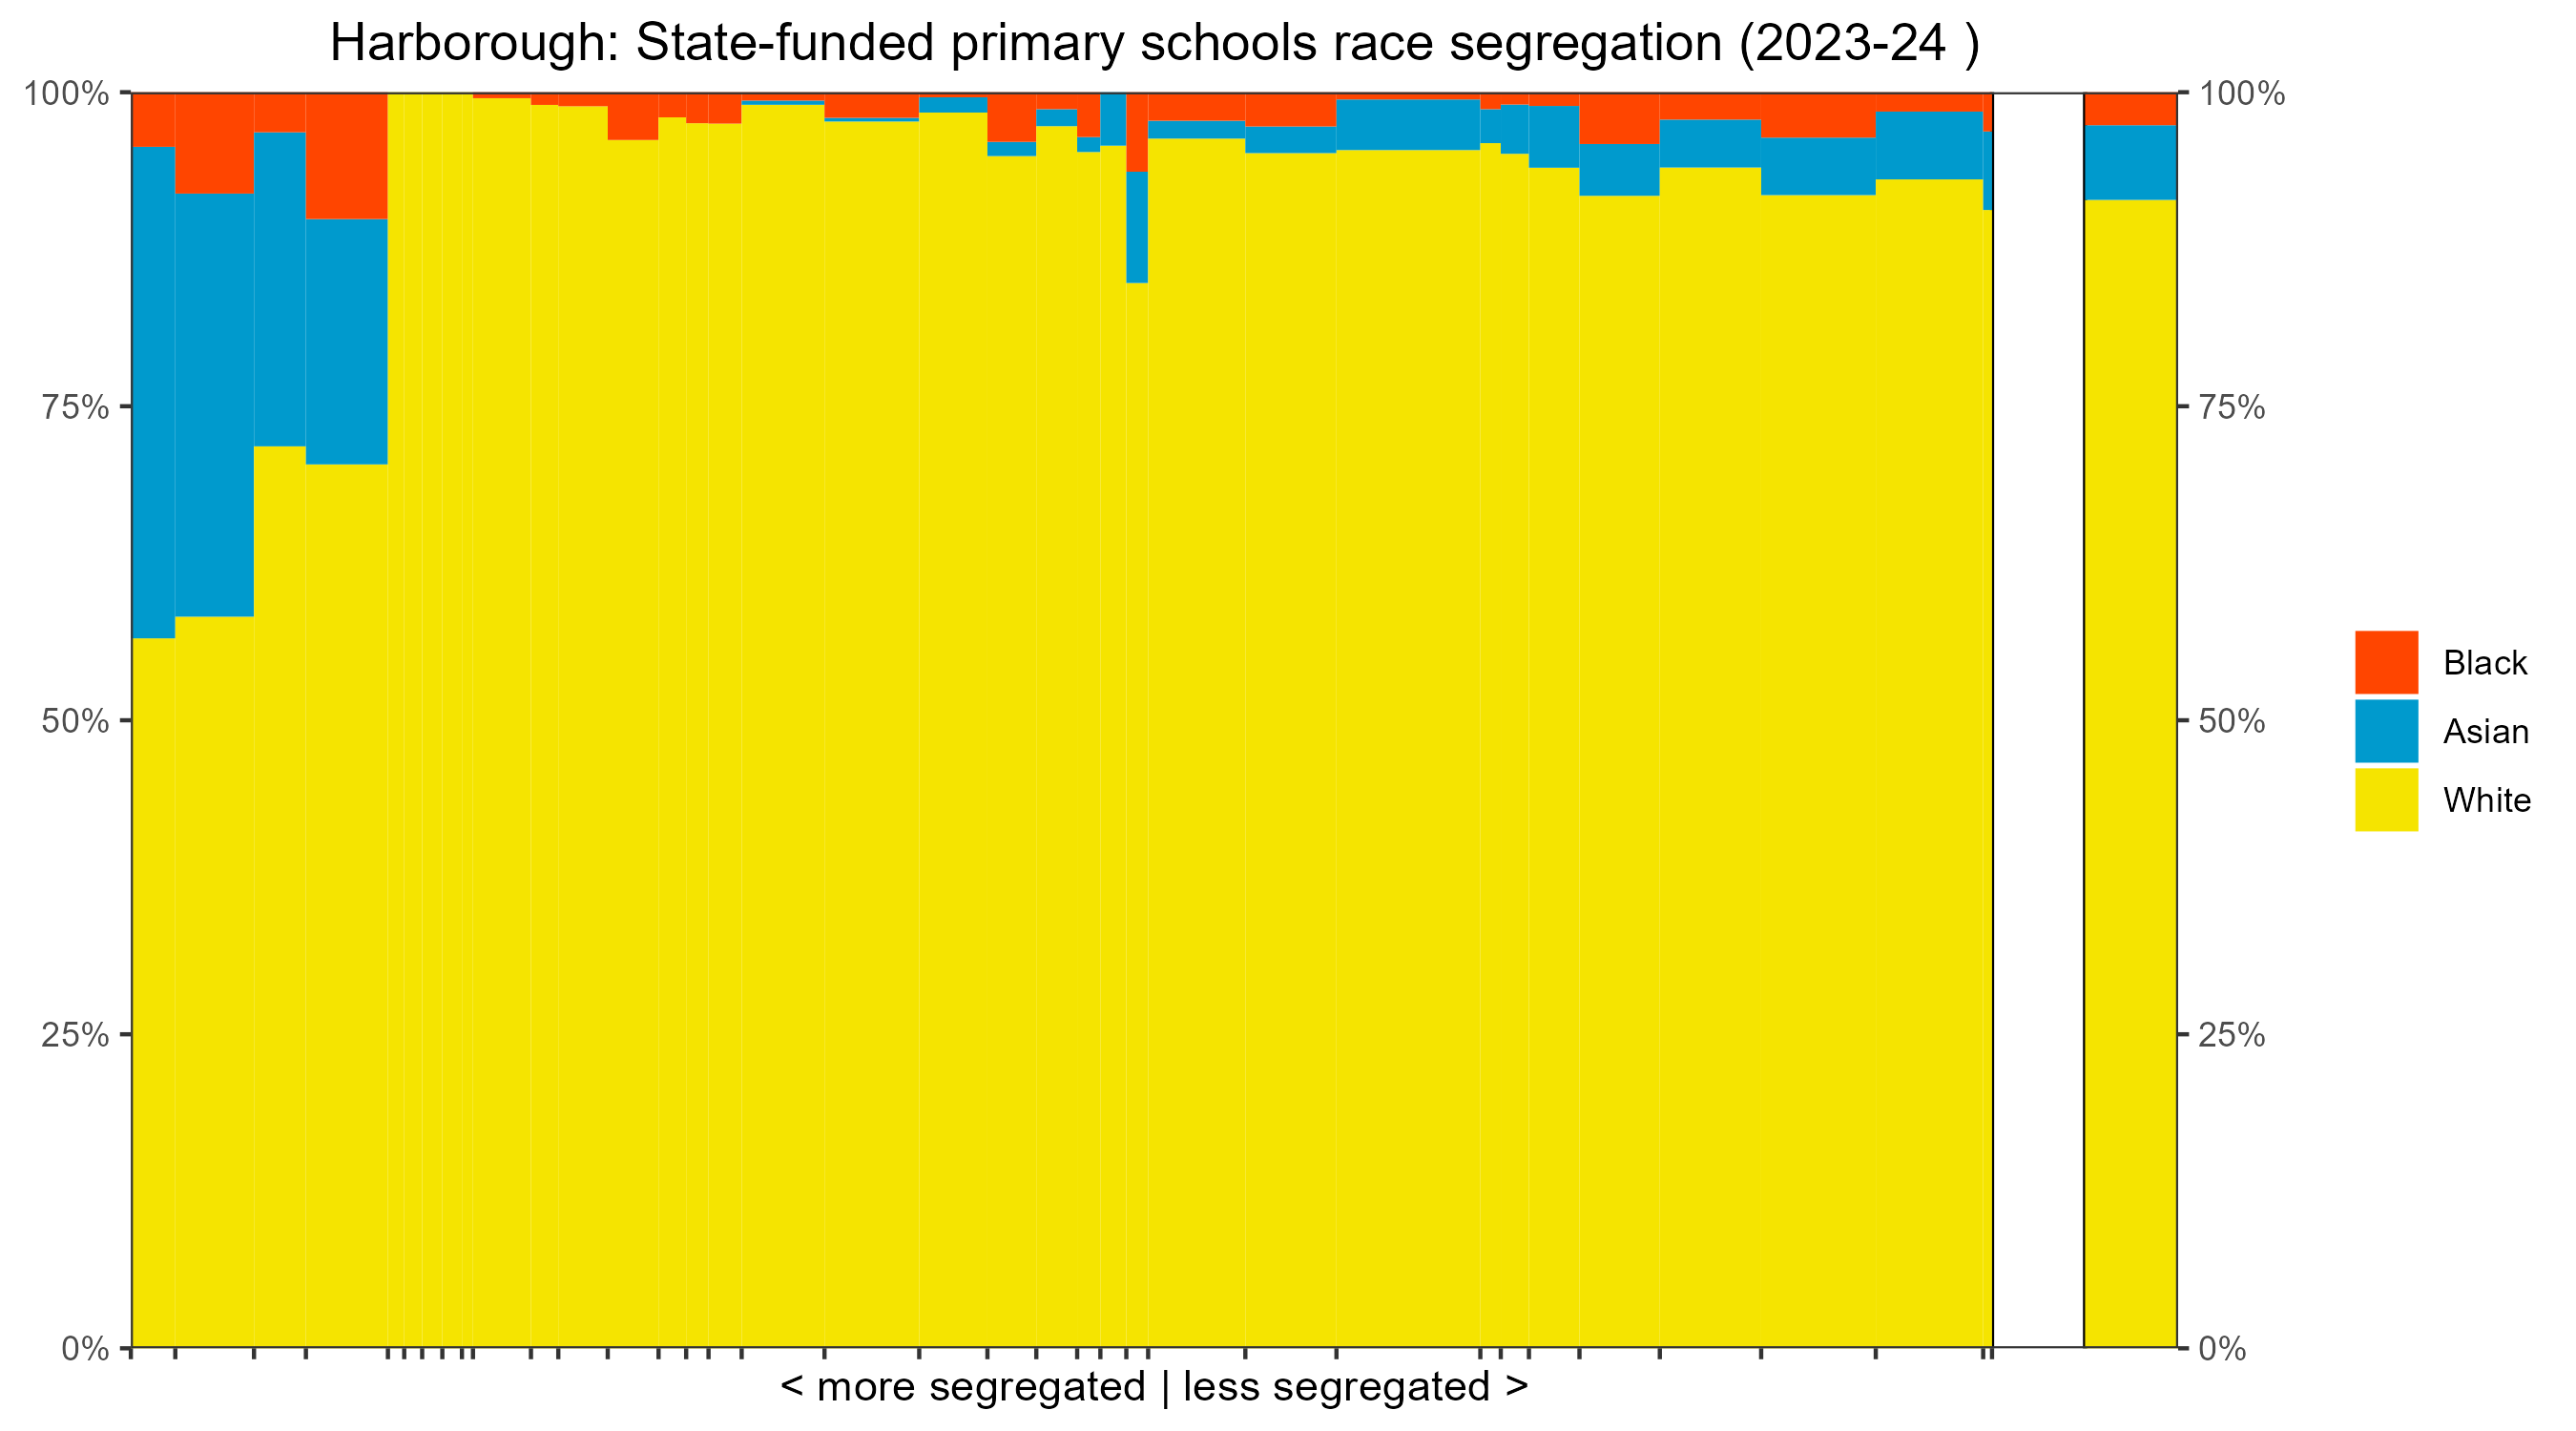 Harborough: State-funded primary schools race segregation (2023-24 )
100%
75%
50%
25%
0%
100%
75%
50%
25%
0%
Black
Asian
White
< more segregated | less segregated >